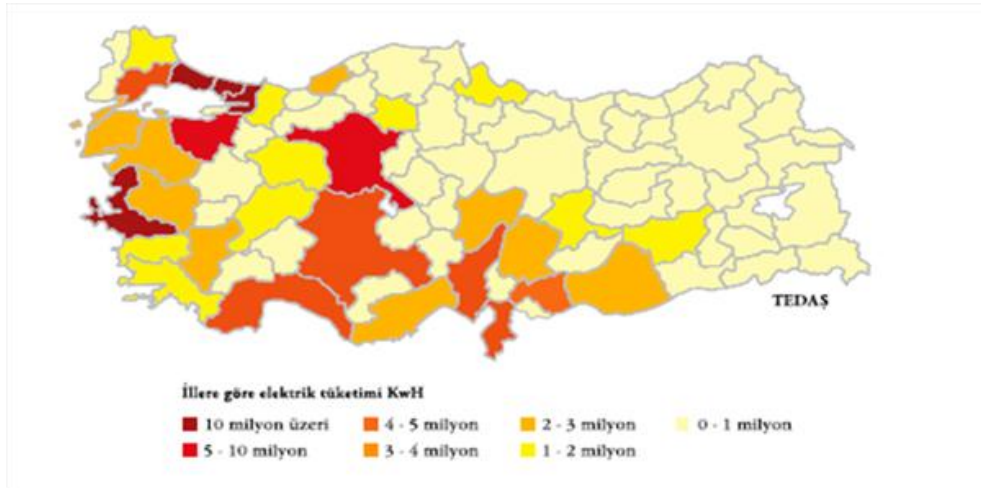 TEDAŞ
İllere göre elektrik tüketimi KwH
10 milyon üzeri 4 - 5 milyon 2 - 3 milyon 0 - 1 milyon
5 - 10 milyon 3 - 4 milyon 1 - 2 milyon